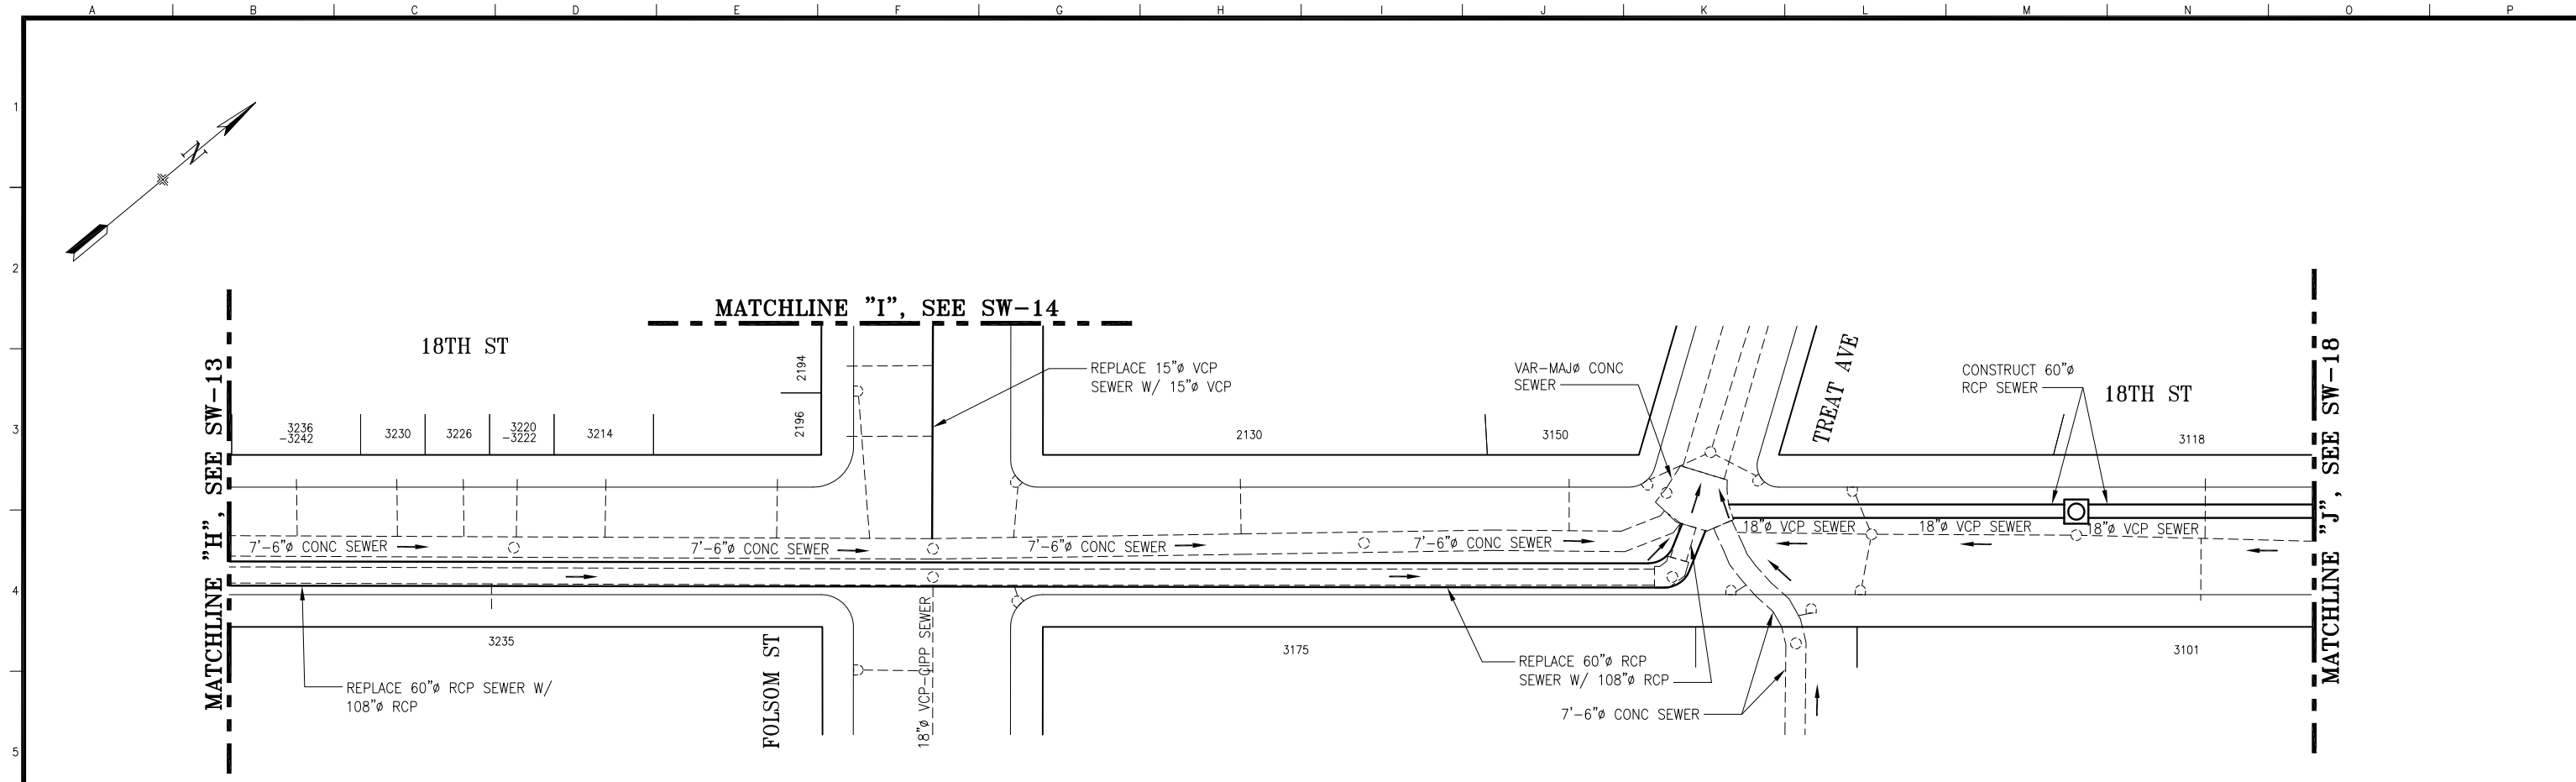 A B C D E F G H I J K L M N O P
1
2
3
4
5
N
MATCHLINE "H", SEE SW-13
18TH ST
MATCHLINE "I", SEE SW-14
2194
2196
3236
-3242
3230
3226
3220
-3222
3214
REPLACE 15"ø VCP
SEWER W/ 15"ø VCP
2130
3150
VAR-MAJø CONC
SEWER
TREAT AVE
CONSTRUCT 60"ø
RCP SEWER
18TH ST
3118
MATCHLINE "J", SEE SW-18
7'-6"ø CONC SEWER
7'-6"ø CONC SEWER
7'-6"ø CONC SEWER
7'-6"ø CONC SEWER
18"ø VCP SEWER
18"ø VCP SEWER
18"ø VCP SEWER
3235
REPLACE 60"ø RCP SEWER W/
108"ø RCP
FOLSOM ST
18"ø VCP-CIPP SEWER
3175
REPLACE 60"ø RCP
SEWER W/ 108"ø RCP
7'-6"ø CONC SEWER
3101